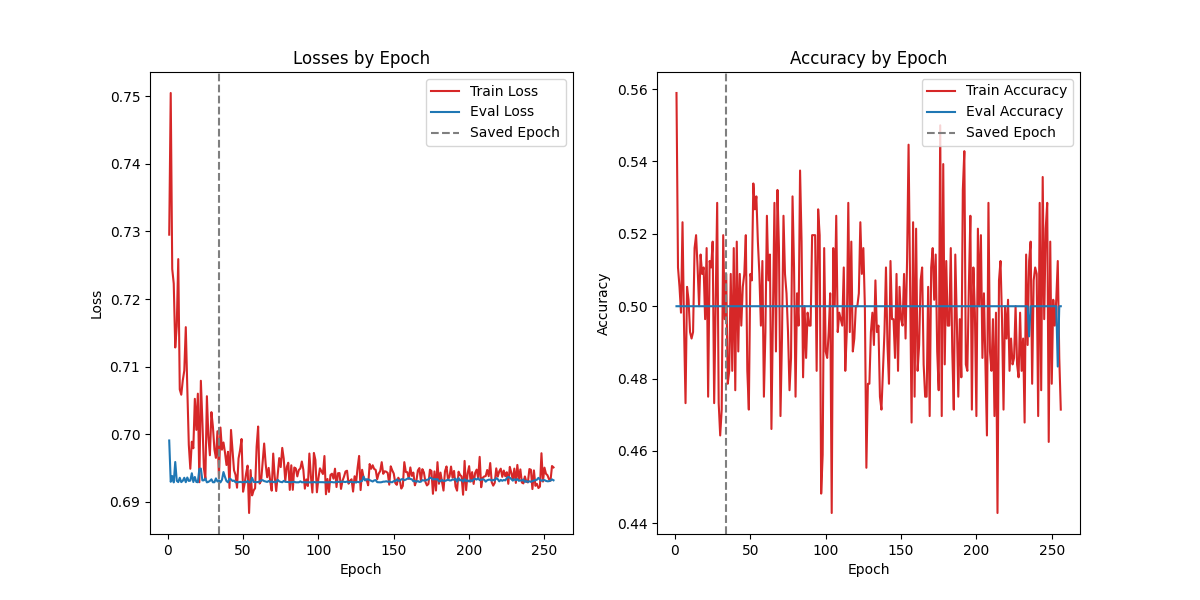 Losses by Epoch
Train Loss
Eval Loss
Saved Epoch
0.75
0.74
0.73
0.72
0.71
0.70
0.69
Loss
0
50
100
150
200
250
Epoch
Accuracy by Epoch
Train Accuracy
Eval Accuracy
Saved Epoch
0.56
0.54
0.52
0.50
0.48
0.46
0.44
Accuracy
0
50
100
150
200
250
Epoch